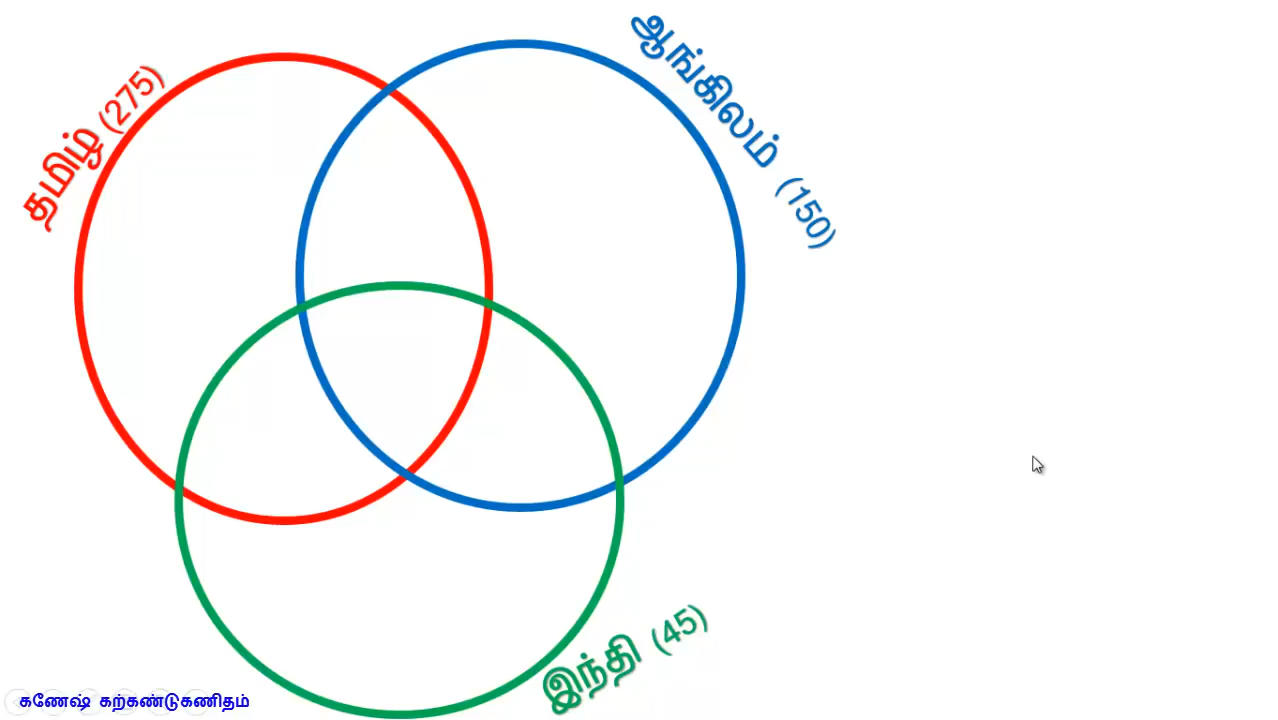 தமிழ் (275)
ஆங்கிலம் (150)
இந்தி (45)
கணேஷ் கற்கண்டுகணிதம்